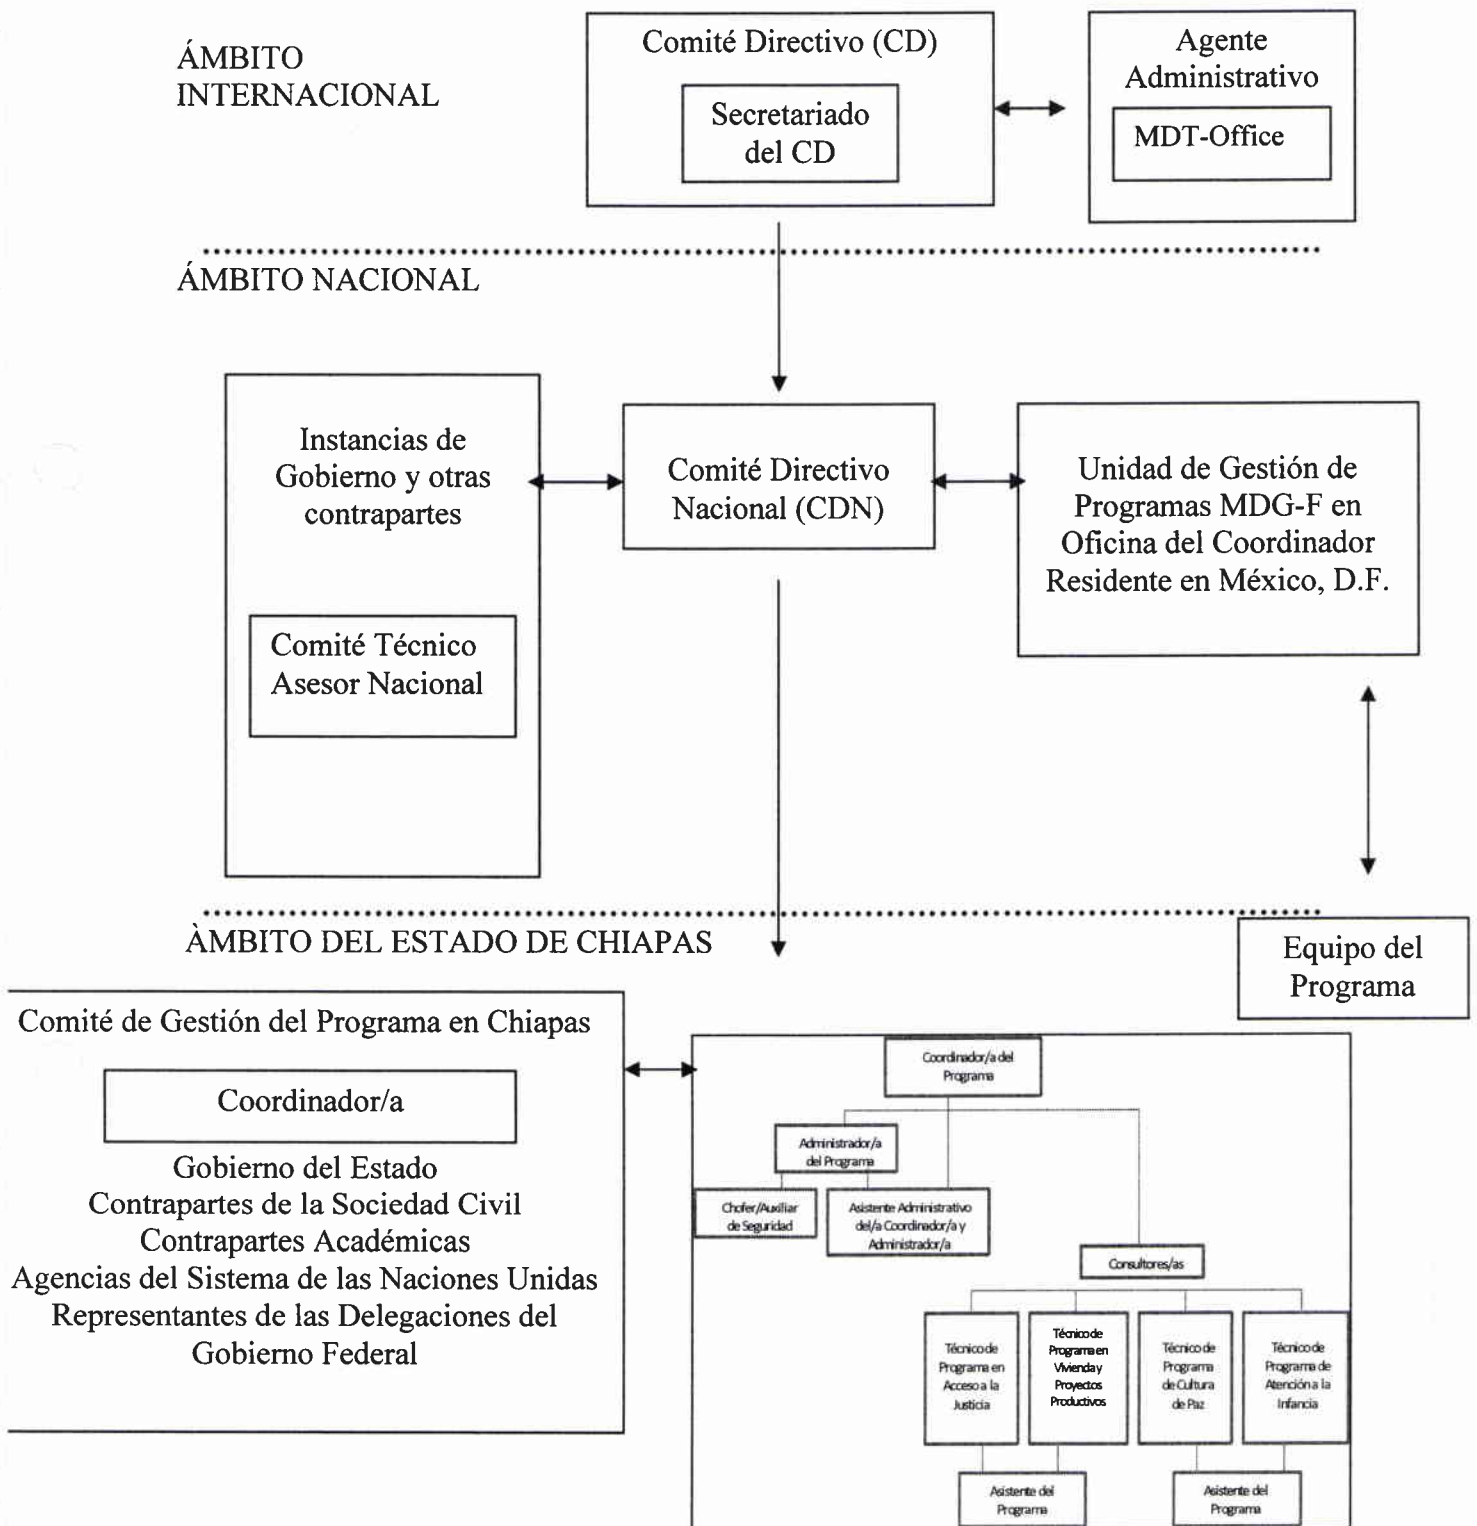 ÁMBITO
INTERNACIONAL
Comité Directivo (CD)
Secretariado
del CD
Agente
Administrativo
MDT-Office
ÁMBITO NACIONAL
Instancias de
Gobierno y otras
contrapartes
Comité Técnico
Asesor Nacional
Comité Directivo
Nacional (CDN)
Unidad de Gestión de
Programas MDG-F en
Oficina del Coordinador
Residente en México, D.F.
ÀMBITO DEL ESTADO DE CHIAPAS
Equipo del
Programa
Comité de Gestión del Programa en Chiapas
Coordinador/a
Gobierno del Estado
Contrapartes de la Sociedad Civil
Contrapartes Académicas
Agencias del Sistema de las Naciones Unidas
Representantes de las Delegaciones del
Gobierno Federal
Coordinador/a del
Programa
Administrador/a
del Programa
Chofer/Auxiliar
de Seguridad
Asistente Administrativo
del/a Coordinador/a y
Administrador/a
Consultores/as
Técnico de
Programa en
Acceso a la
Justicia
Técnico de
Programa en
Vivienda y
Proyectos
Productivos
Técnico de
Programa
de Cultura
de Paz
Técnico de
Programa de
Atención a la
Infancia
Asistente del
Programa
Asistente del
Programa